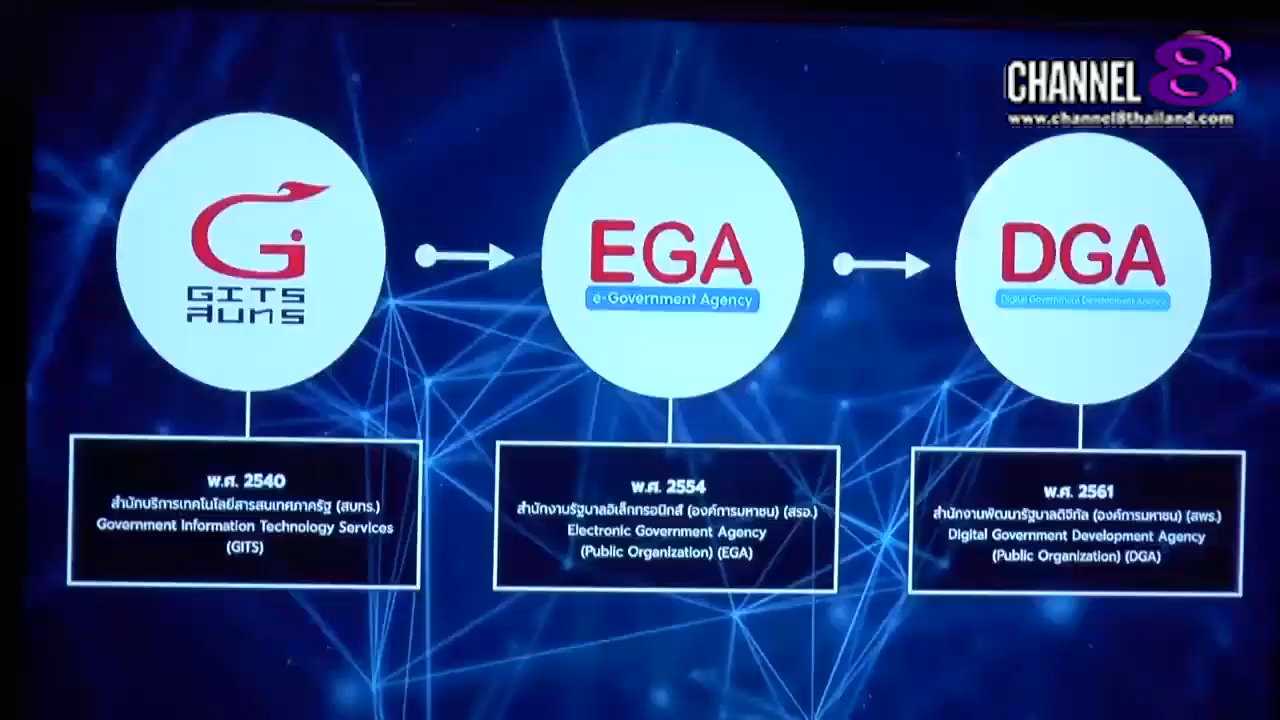 CHANNEL 8
www.channel8thailand.com
GITS
สบทร
EGA
e-Government Agency
DGA
Digital Government Development Agency
พ.ศ. 2540
สำนักบริการเทคโนโลยีสารสนเทศภาครัฐ (สบทร.)
Government Information Technology Services
(GITS)
พ.ศ. 2554
สำนักงานรัฐบาลอิเล็กทรอนิกส์ (องค์การมหาชน) (สรอ.)
Electronic Government Agency
(Public Organization) (EGA)
พ.ศ. 2561
สำนักงานพัฒนารัฐบาลดิจิทัล (องค์การมหาชน) (สพร.)
Digital Government Development Agency
(Public Organization) (DGA)